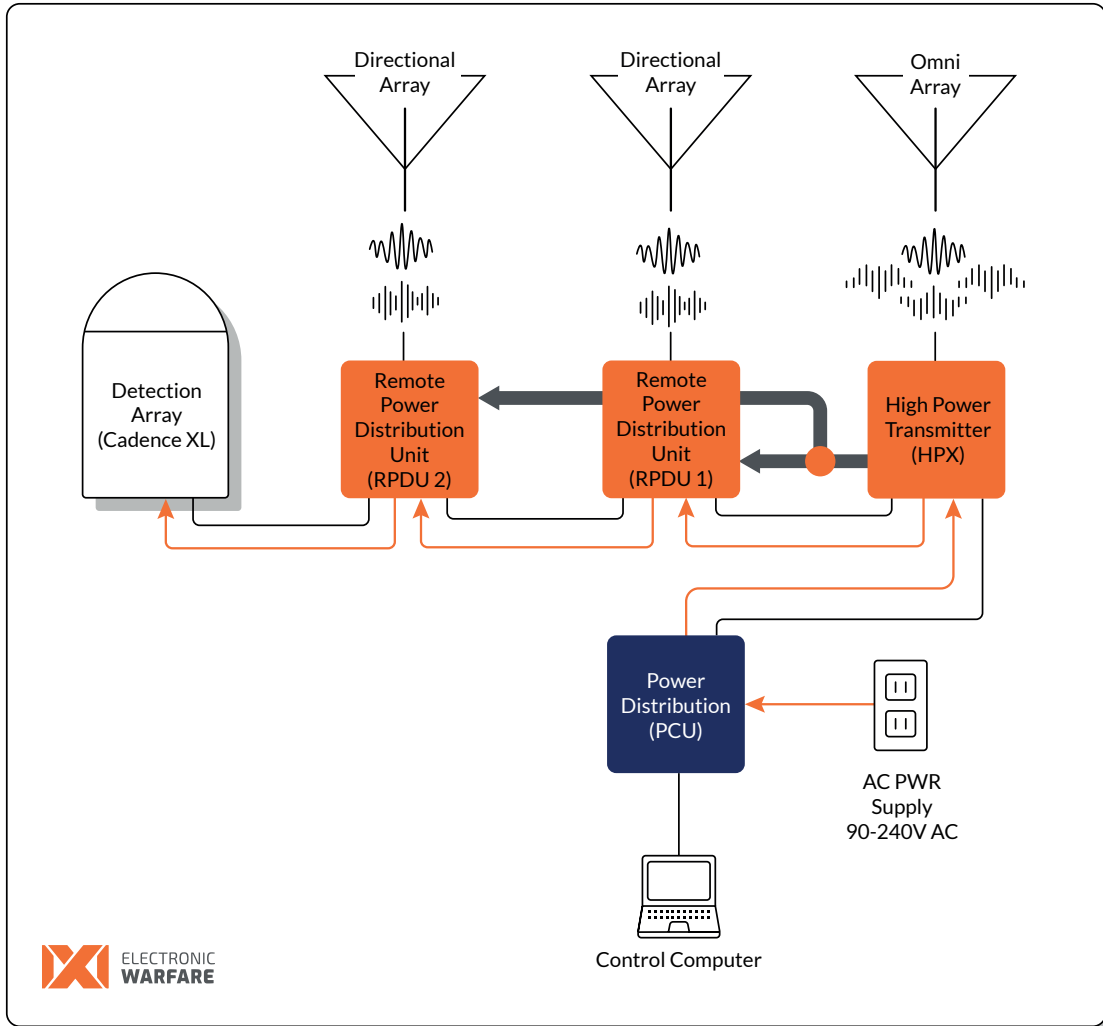 Directional
Array
Directional
Array
Omni
Array
Detection
Array
(Cadence XL)
Remote
Power
Distribution
Unit
(RPDU 2)
Remote
Power
Distribution
Unit
(RPDU 1)
High Power
Transmitter
(HPX)
Power
Distribution
(PCU)
AC PWR
Supply
90-240V AC
Control Computer
IXI ELECTRONIC
WARFARE